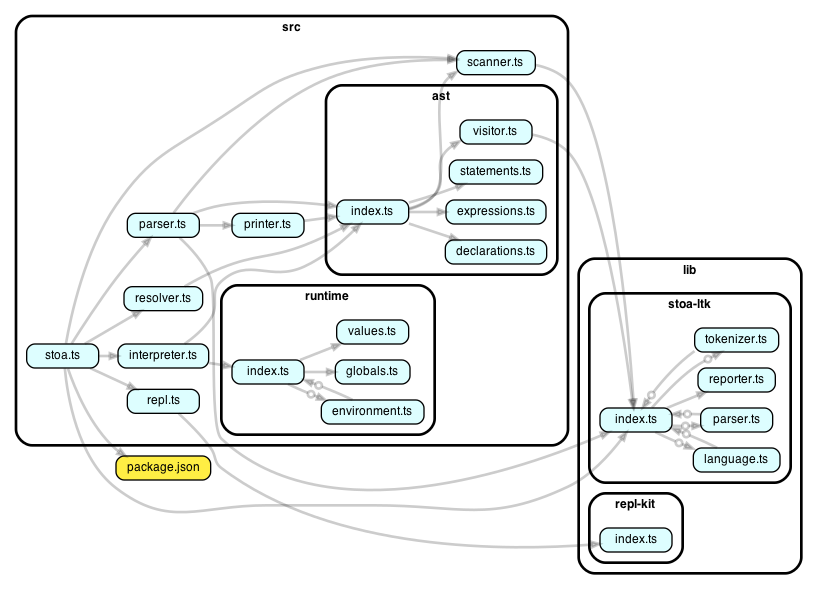 src
scanner.ts
ast
visitor.ts
statements.ts
index.ts
expressions.ts
declarations.ts
parser.ts
printer.ts
resolver.ts
runtime
values.ts
stoa.ts
interpreter.ts
index.ts
globals.ts
repl.ts
environment.ts
package.json
lib
stoa-ltk
tokenizer.ts
reporter.ts
index.ts
parser.ts
language.ts
repl-kit
index.ts